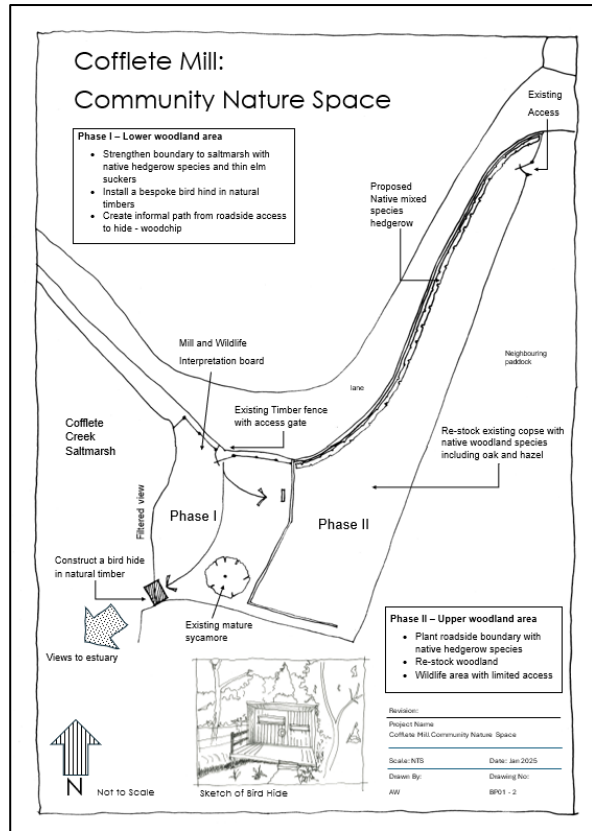 Cofflete Mill:
Community Nature Space
Phase I – Lower woodland area
• Strengthen boundary to saltmarsh with
native hedgerow species and thin elm
suckers
• Install a bespoke bird hind in natural
timbers
• Create informal path from roadside access
to hide - woodchip
Existing
Access
Proposed
Native mixed
species
hedgerow
Mill and Wildlife
Interpretation board
lane
Neighbouring
paddock
Existing Timber fence
with access gate
Cofflete
Creek
Saltmarsh
Re-stock existing copse with
native woodland species
including oak and hazel
Filtered view
Phase I
Phase II
Construct a bird hide
in natural timber
Existing mature
sycamore
Views to estuary
Phase II – Upper woodland area
• Plant roadside boundary with
native hedgerow species
• Re-stock woodland
• Wildlife area with limited access
N
Not to Scale
Sketch of Bird Hide
Revision:
Project Name
Cofflete Mill Community Nature Space
Scale: NTS Date: Jan 2025
Drawn By: Drawing No:
AW BP01 - 2